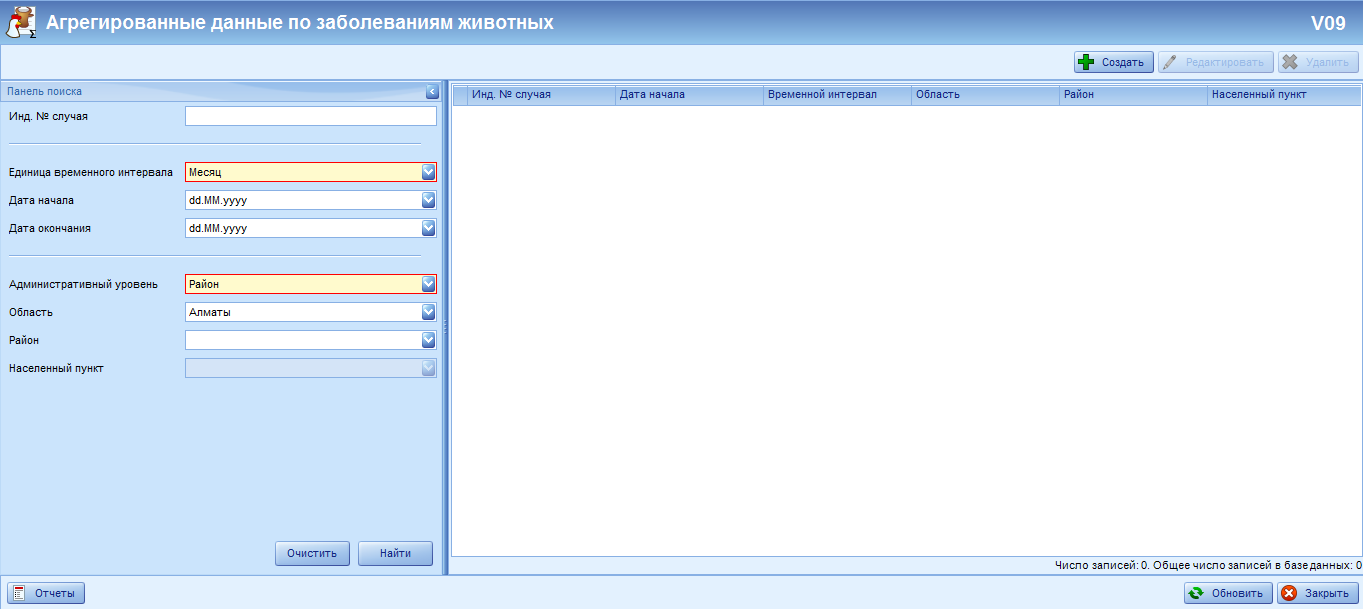 Агрегированные данные по заболеваниям животных V09
Создать Редактировать Удалить
Панель поиска
Инд. № случая
Единица временного интервала Месяц
Дата начала dd.MM.yyyy
Дата окончания dd.MM.yyyy
Административный уровень Район
Область Алматы
Район
Населенный пункт
Очистить Найти
Инд. № случая Дата начала Временной интервал Область Район Населенный пункт
Число записей: 0. Общее число записей в базе данных: 0
Отчеты Обновить Закрыть